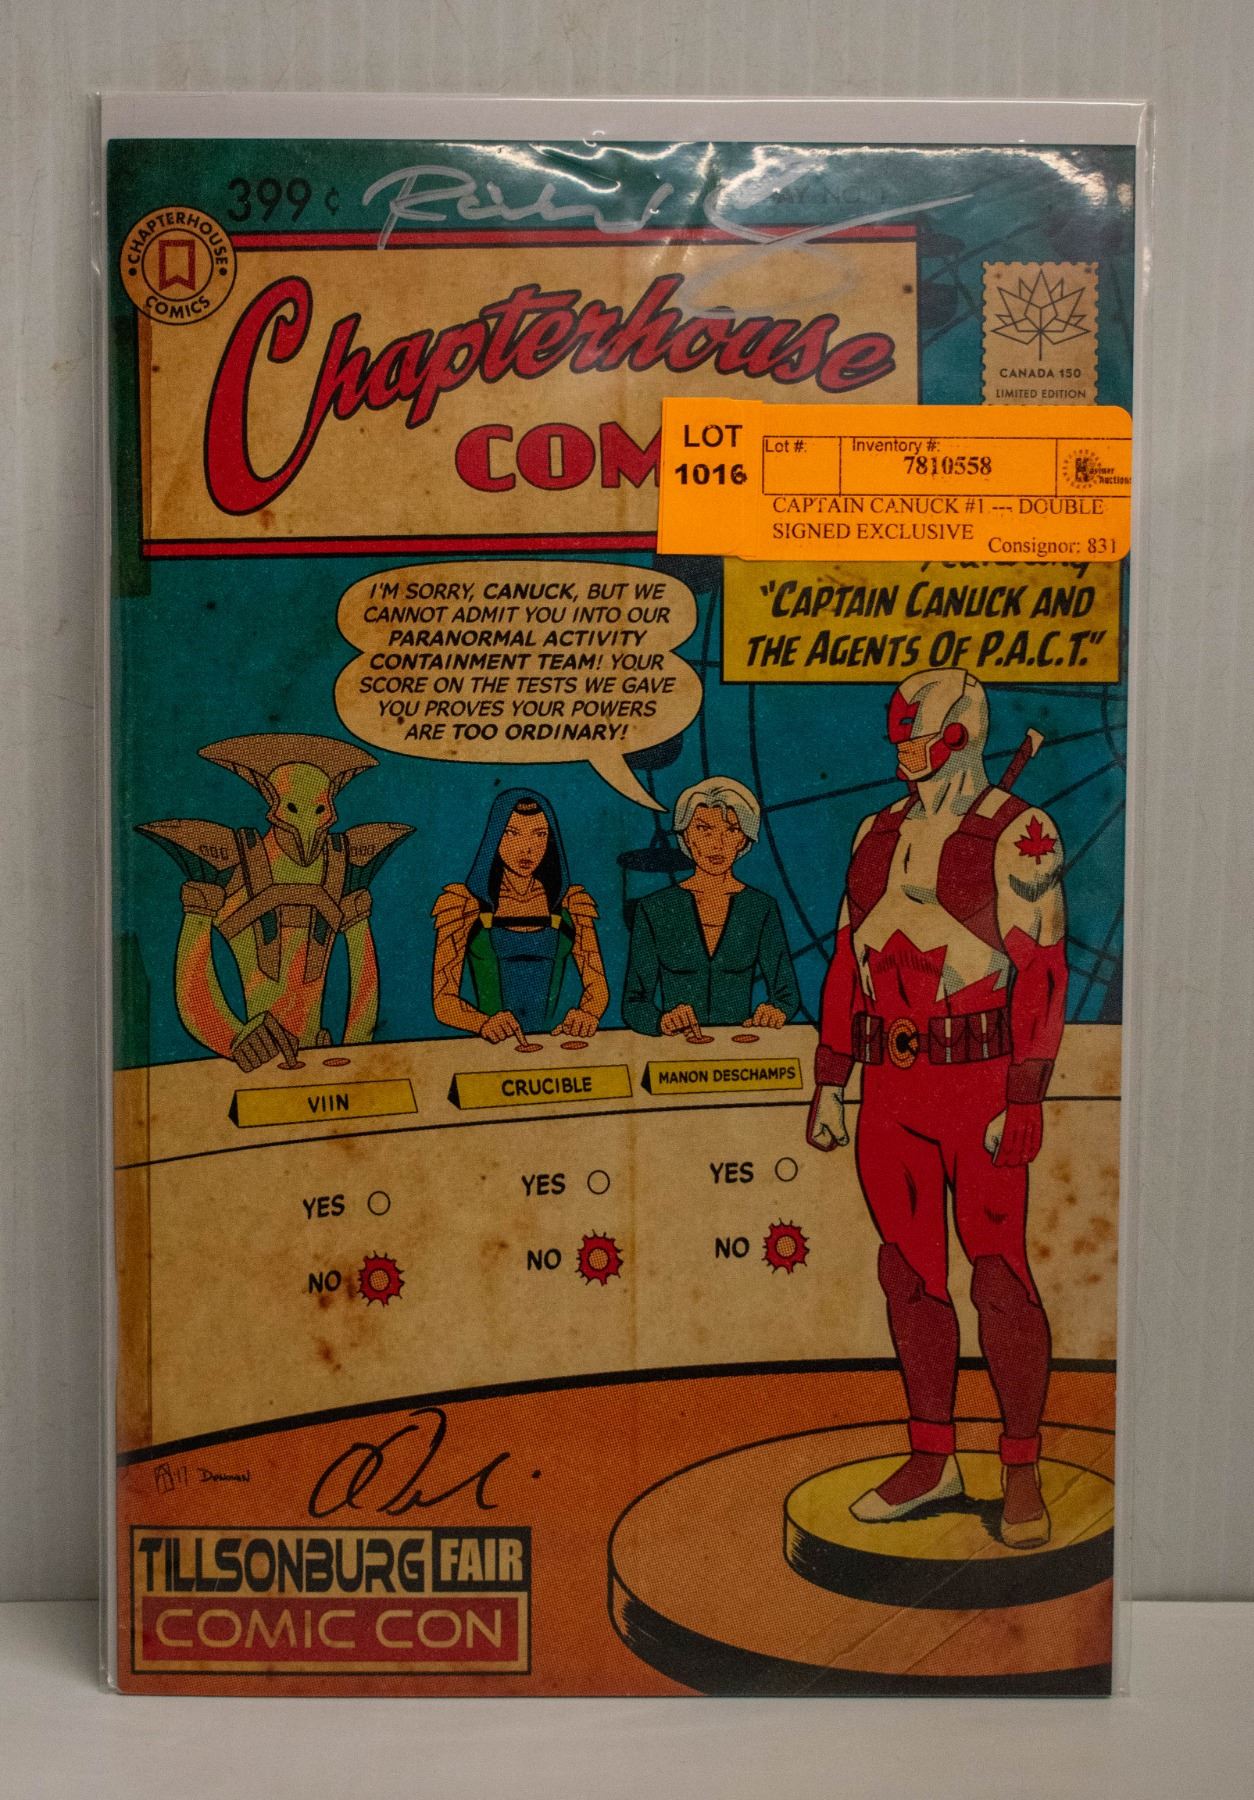 399¢
CHAPTERHOUSE
COMICS
Chapterhouse
COM
CANADA 150
LIMITED EDITION
LOT
1016
Lot #:
Inventory #:
7810558
CAPTAIN CANUCK #1 --- DOUBLE
SIGNED EXCLUSIVE
Consignor: 831
"CAPTAIN CANUCK AND
THE AGENTS OF P.A.C.T."
I'M SORRY, CANUCK, BUT WE
CANNOT ADMIT YOU INTO OUR
PARANORMAL ACTIVITY
CONTAINMENT TEAM! YOUR
SCORE ON THE TESTS WE GAVE
YOU PROVES YOUR POWERS
ARE TOO ORDINARY!
VIIN
CRUCIBLE
MANON DESCHAMPS
YES
YES
YES
NO
NO
NO
17 DONOVAN
TILLSONBURG FAIR
COMIC CON